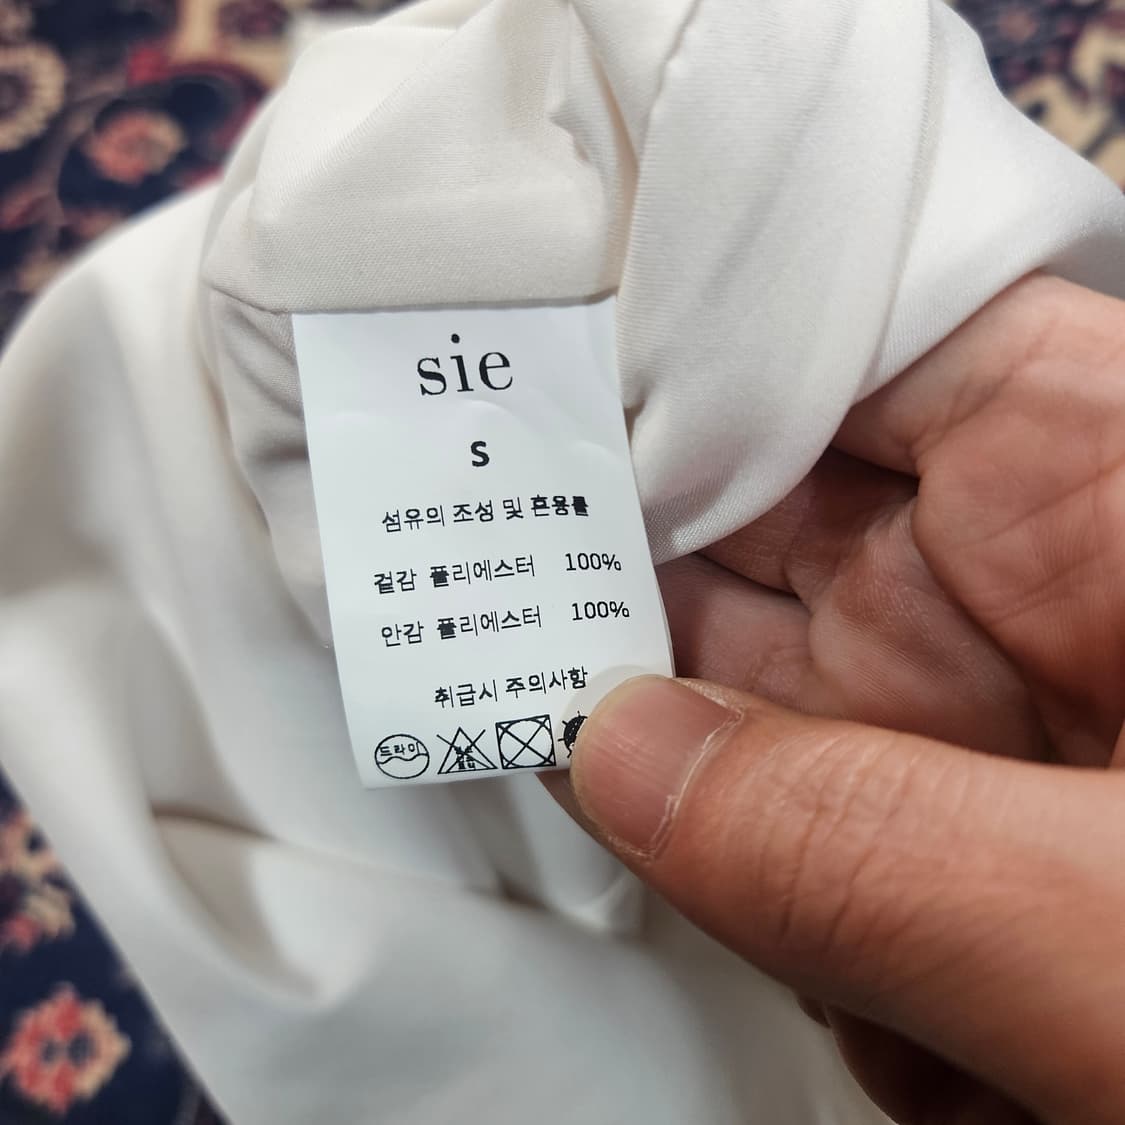 sie
S
섬유의 조성 및 혼용률
겉감 폴리에스터 100%
안감 폴리에스터 100%
취급시 주의사항
드라이